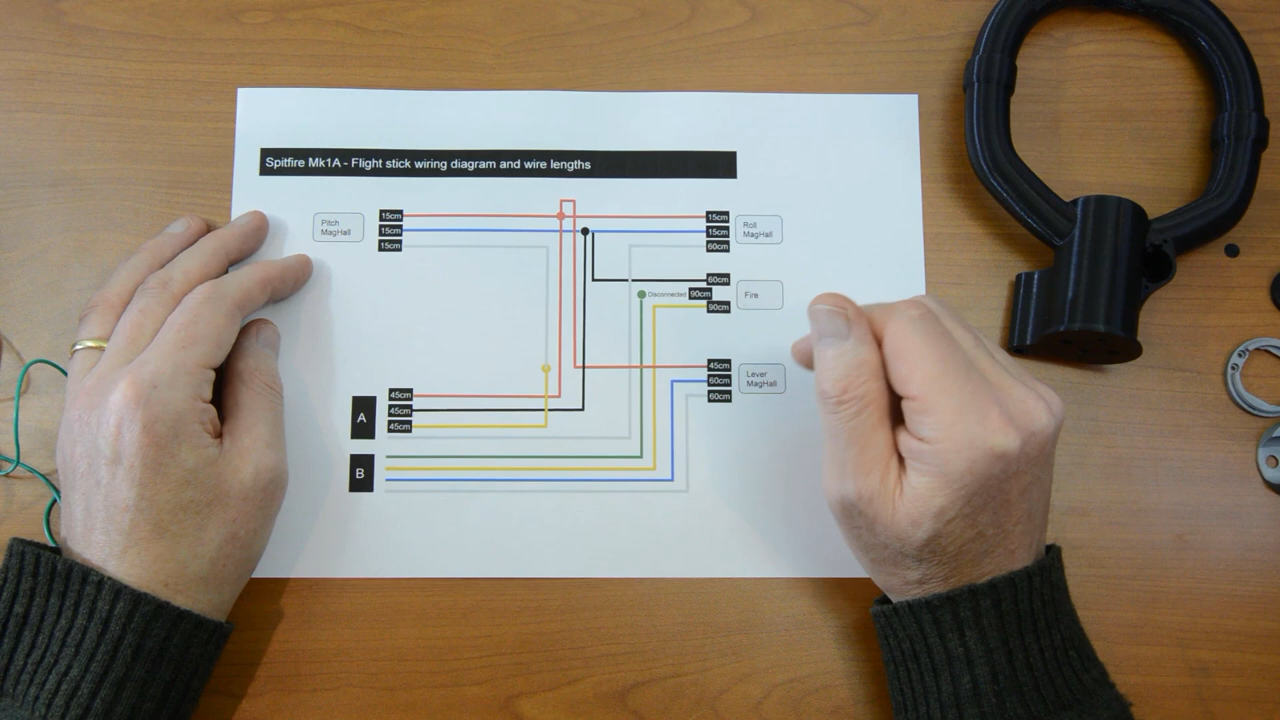 Spitfire Mk1A - Flight stick wiring diagram and wire lengths
Pitch
MagHall
15cm
15cm
15cm
15cm
15cm
60cm
Roll
MagHall
60cm
Disconnected 90cm
90cm
Fire
45cm
60cm
60cm
Lever
MagHall
A
45cm
45cm
45cm
B